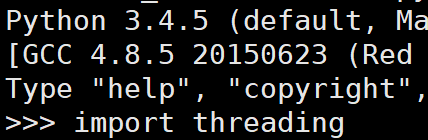 Python 3.4.5 (default, Ma
[GCC 4.8.5 20150623 (Red
Type "help", "copyright",
>>> import threading